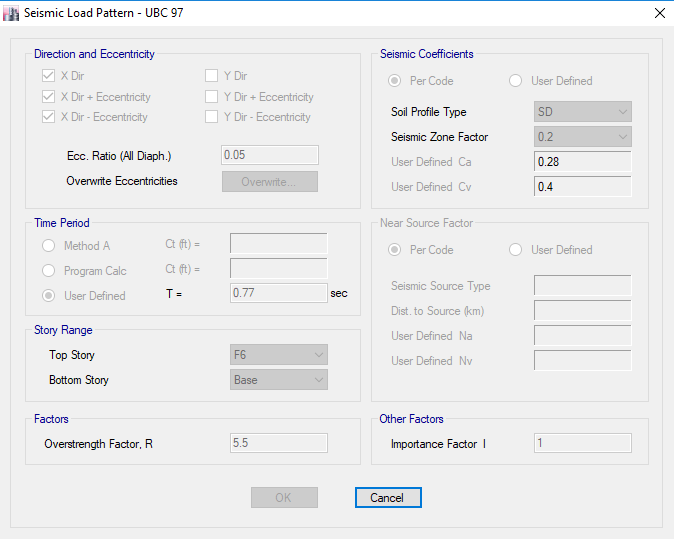 Seismic Load Pattern - UBC 97
Direction and Eccentricity
X Dir
Y Dir
X Dir + Eccentricity
Y Dir + Eccentricity
X Dir - Eccentricity
Y Dir - Eccentricity
Ecc. Ratio (All Diaph.)
0.05
Overwrite Eccentricities
Overwrite...
Time Period
Method A
Ct (ft) =
Program Calc
Ct (ft) =
User Defined
T =
0.77
sec
Story Range
Top Story
F6
Bottom Story
Base
Factors
Overstrength Factor, R
5.5
Seismic Coefficients
Per Code
User Defined
Soil Profile Type
SD
Seismic Zone Factor
0.2
User Defined Ca
0.28
User Defined Cv
0.4
Near Source Factor
Per Code
User Defined
Seismic Source Type
Dist. to Source (km)
User Defined Na
User Defined Nv
Other Factors
Importance Factor I
1
OK
Cancel